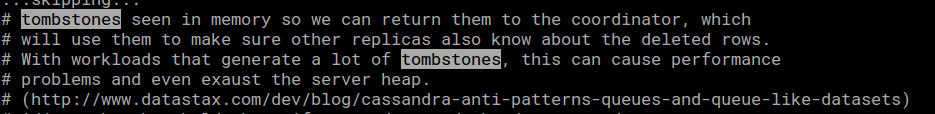 ...skipping...
# tombstones seen in memory so we can return them to the coordinator, which
# will use them to make sure other replicas also know about the deleted rows.
# With workloads that generate a lot of tombstones, this can cause performance
# problems and even exaust the server heap.
# (http://www.datastax.com/dev/blog/cassandra-anti-patterns-queues-and-queue-like-datasets)